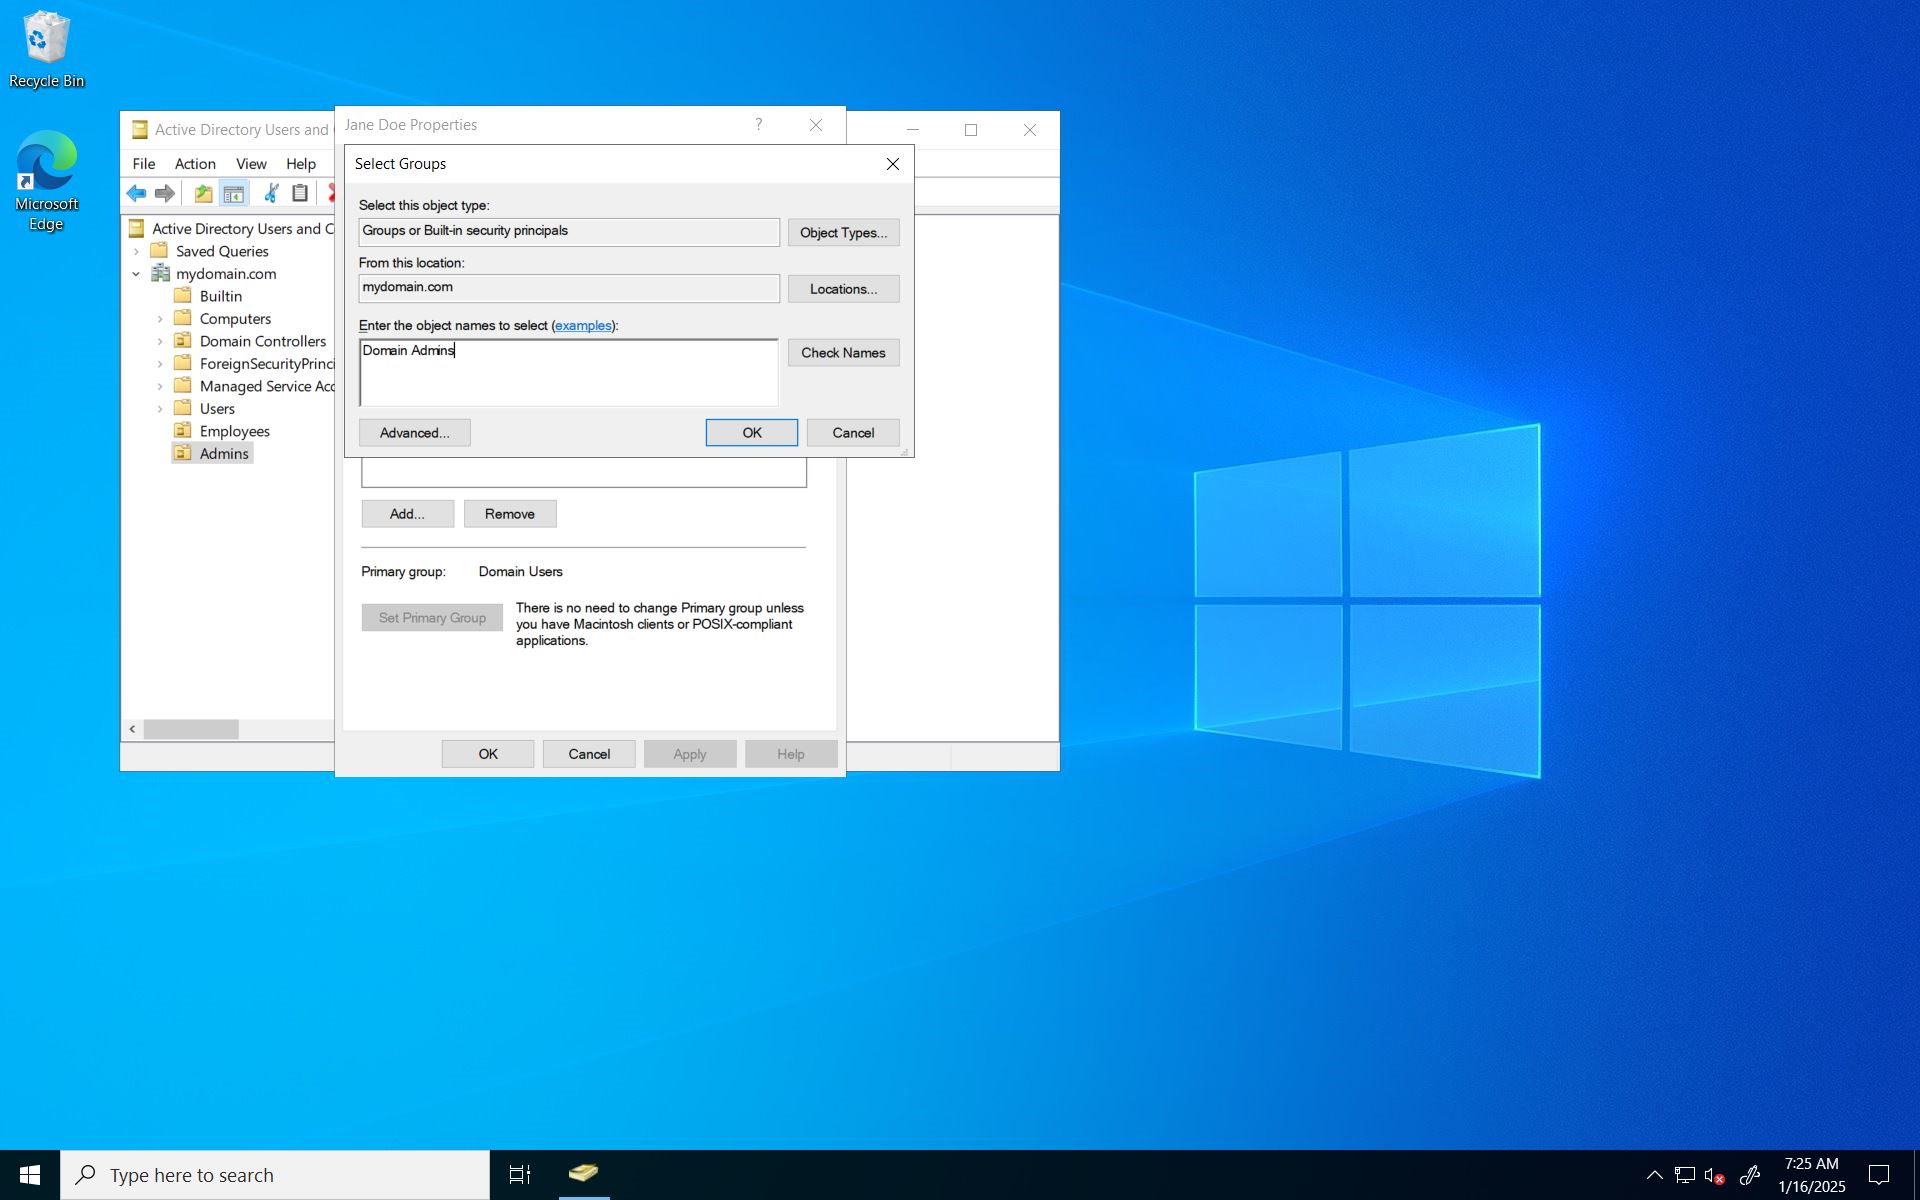 Recycle Bin
Microsoft
Edge
Active Directory Users and
File Action View Help
Active Directory Users and C
Saved Queries
mydomain.com
Builtin
Computers
Domain Controllers
ForeignSecurityPrinci
Managed Service Acc
Users
Employees
Admins
Jane Doe Properties
?
Select Groups
Select this object type:
Groups or Built-in security principals
Object Types...
From this location:
mydomain.com
Locations...
Enter the object names to select (examples):
Domain Admins
Check Names
Advanced...
OK
Cancel
Add...
Remove
Primary group: Domain Users
Set Primary Group
There is no need to change Primary group unless
you have Macintosh clients or POSIX-compliant
applications.
OK
Cancel
Apply
Help
Type here to search
7:25 AM
1/16/2025